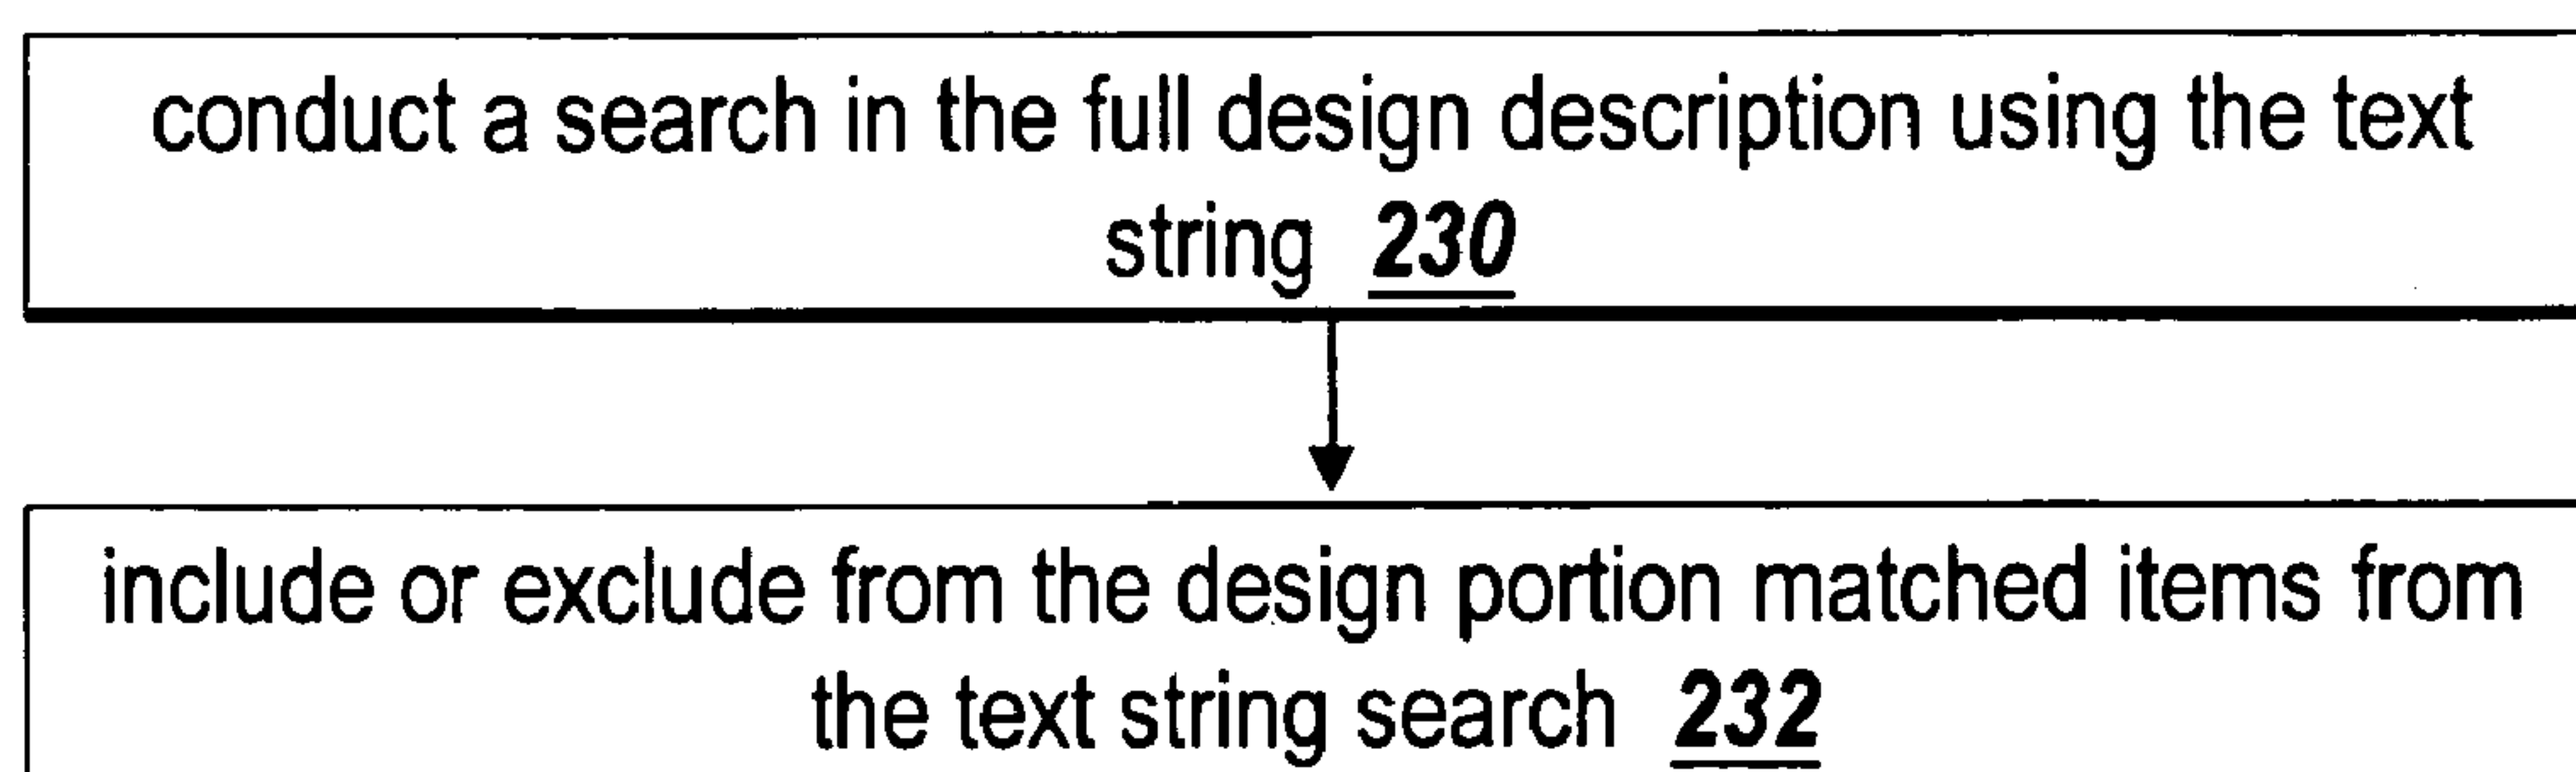 conduct a search in the full design description using the text
string 230
include or exclude from the design portion matched items from
the text string search 232